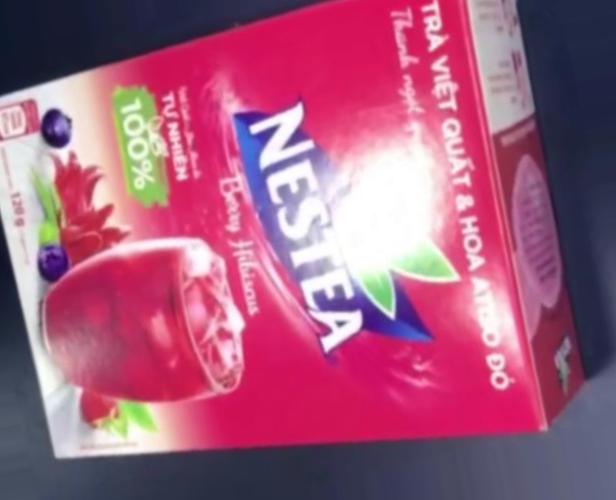 TRÀ VIỆT QUẤT & HOA ATISO ĐỎ
Thanh ngọt
NESTEA
Berry Hibiscus
TỰ NHIÊN
100%
120 g